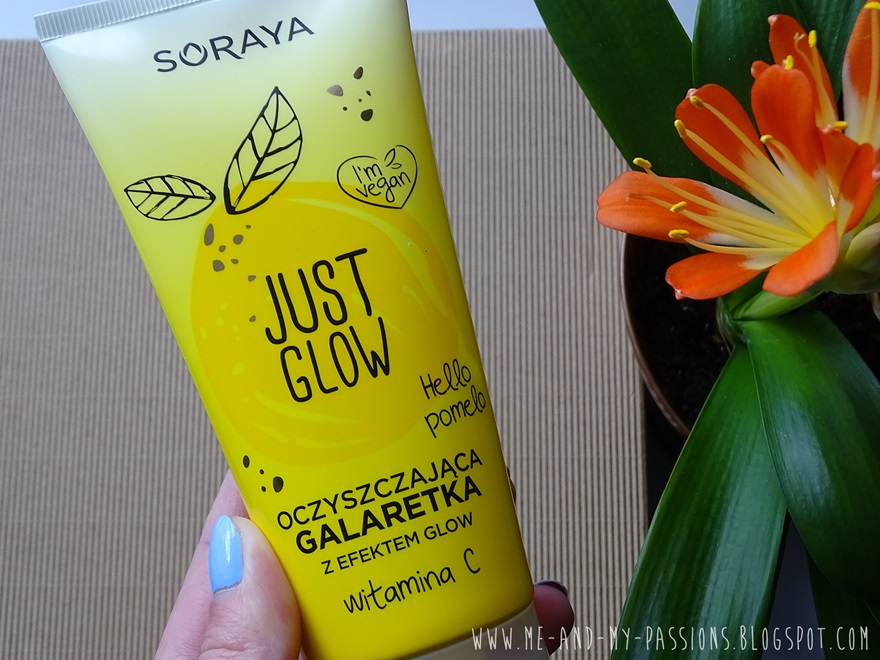 SORAYA
I'm
vegan
JUST
GLOW
Hello
pomelo
OCZYSZCZAJĄCA
GALARETKA
Z EFEKTEM GLOW
witamina C
WWW.ME-AND-MY-PASSIONS.BLOGSPOT.COM